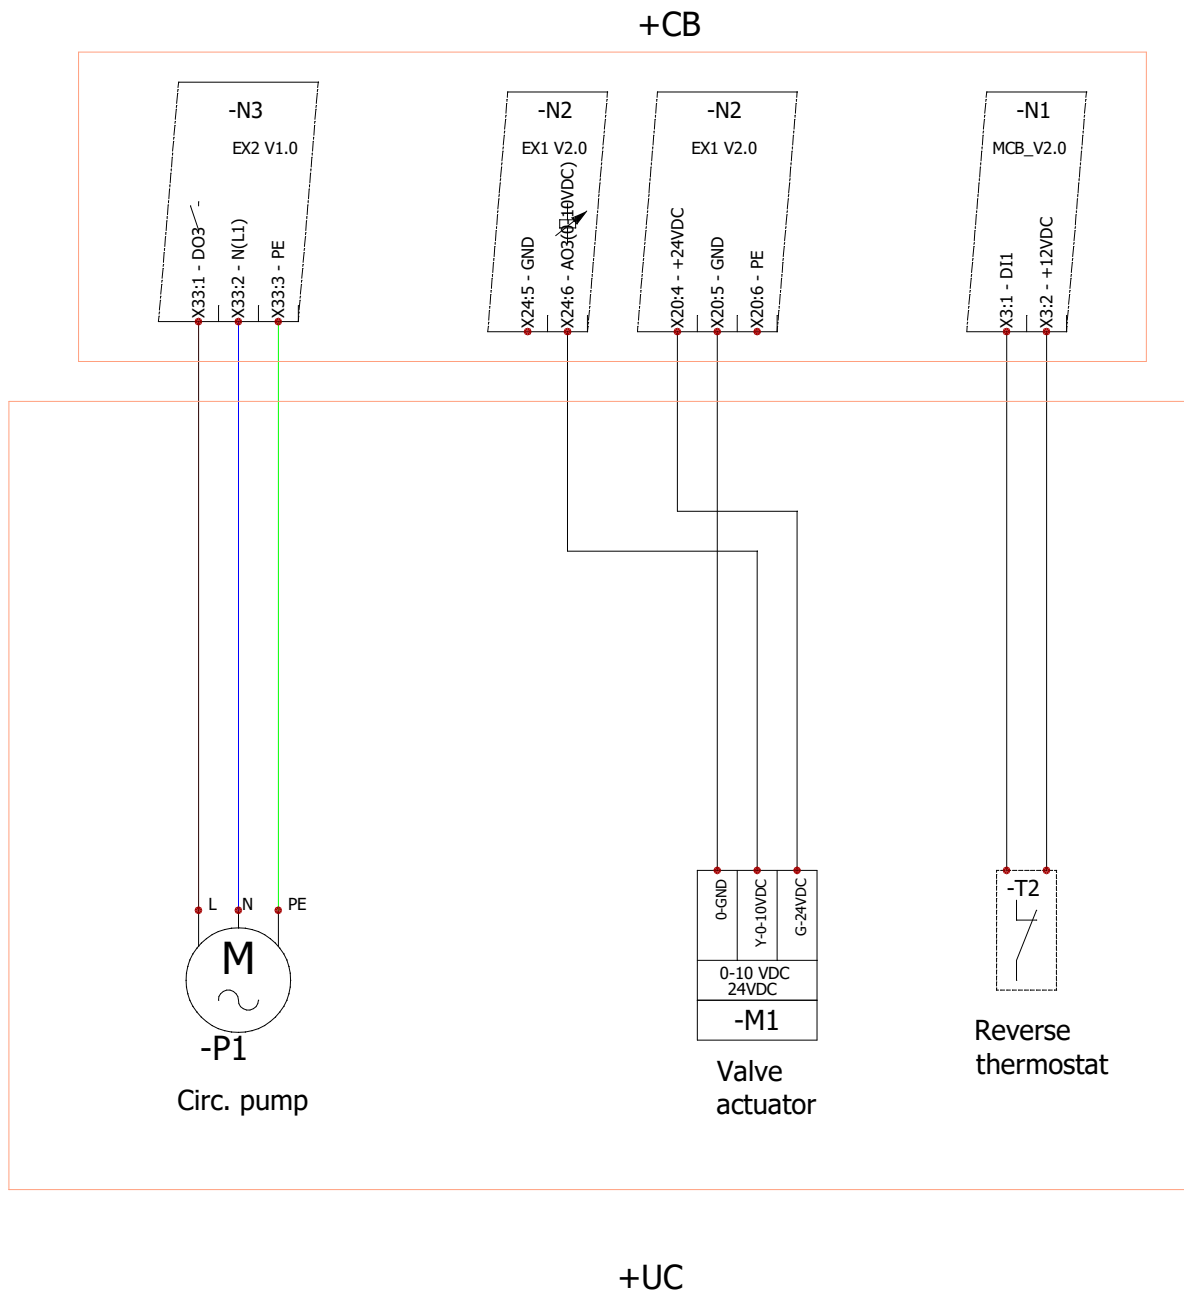 +CB
-N3
EX2 V1.0
X33:1 - DO3
X33:2 - N(L1)
X33:3 - PE
-N2
EX1 V2.0
X24:5 - GND
X24:6 - AO3(0□10VDC)
-N2
EX1 V2.0
X20:4 - +24VDC
X20:5 - GND
X20:6 - PE
-N1
MCB_V2.0
X3:1 - DI1
X3:2 - +12VDC
L
N
PE
M
-P1
Circ. pump
0-GND
Y-0-10VDC
G-24VDC
0-10 VDC
24VDC
-M1
Valve
actuator
-T2
Reverse
thermostat
+UC